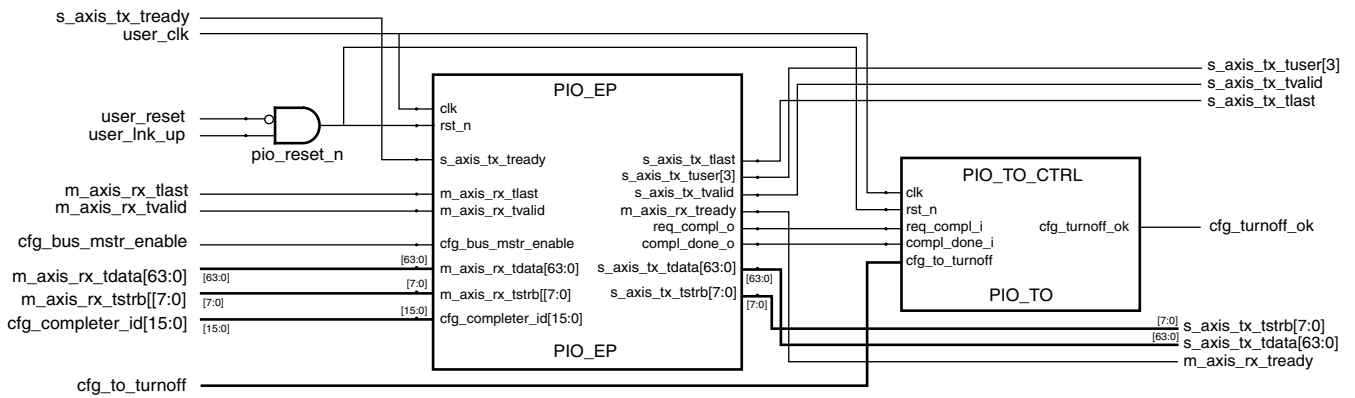 s_axis_tx_tready
user_clk
user_reset
user_lnk_up
pio_reset_n
m_axis_rx_tlast
m_axis_rx_tvalid
cfg_bus_mstr_enable
m_axis_rx_tdata[63:0]
[63:0]
[63:0]
m_axis_rx_tstrb[[7:0]
[7:0]
[7:0]
cfg_completer_id[15:0]
[15:0]
[15:0]
cfg_to_turnoff
PIO_EP
clk
rst_n
s_axis_tx_tready
m_axis_rx_tlast
m_axis_rx_tvalid
cfg_bus_mstr_enable
m_axis_rx_tdata[63:0]
m_axis_rx_tstrb[[7:0]
cfg_completer_id[15:0]
s_axis_tx_tlast
s_axis_tx_tuser[3]
s_axis_tx_tvalid
m_axis_rx_tready
req_compl_o
compl_done_o
s_axis_tx_tdata[63:0]
s_axis_tx_tstrb[7:0]
PIO_EP
[63:0]
[7:0]
PIO_TO_CTRL
clk
rst_n
req_compl_i
compl_done_i
cfg_to_turnoff
cfg_turnoff_ok
PIO_TO
s_axis_tx_tuser[3]
s_axis_tx_tvalid
s_axis_tx_tlast
cfg_turnoff_ok
[7:0]
s_axis_tx_tstrb[7:0]
[63:0]
s_axis_tx_tdata[63:0]
m_axis_rx_tready